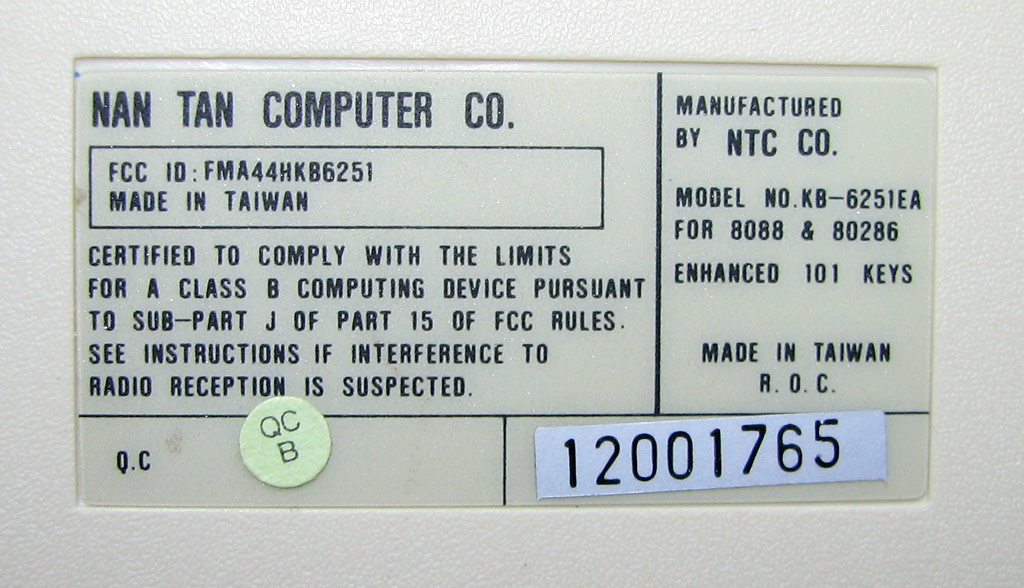 NAN TAN COMPUTER CO.
FCC ID: FMA44HKB6251
MADE IN TAIWAN
CERTIFIED TO COMPLY WITH THE LIMITS
FOR A CLASS B COMPUTING DEVICE PURSUANT
TO SUB-PART J OF PART 15 OF FCC RULES.
SEE INSTRUCTIONS IF INTERFERENCE TO
RADIO RECEPTION IS SUSPECTED.
MANUFACTURED
BY NTC CO.
MODEL NO.KB-6251EA
FOR 8088 & 80286
ENHANCED 101 KEYS
MADE IN TAIWAN
R.O.C.
Q.C
QC
B
12001765